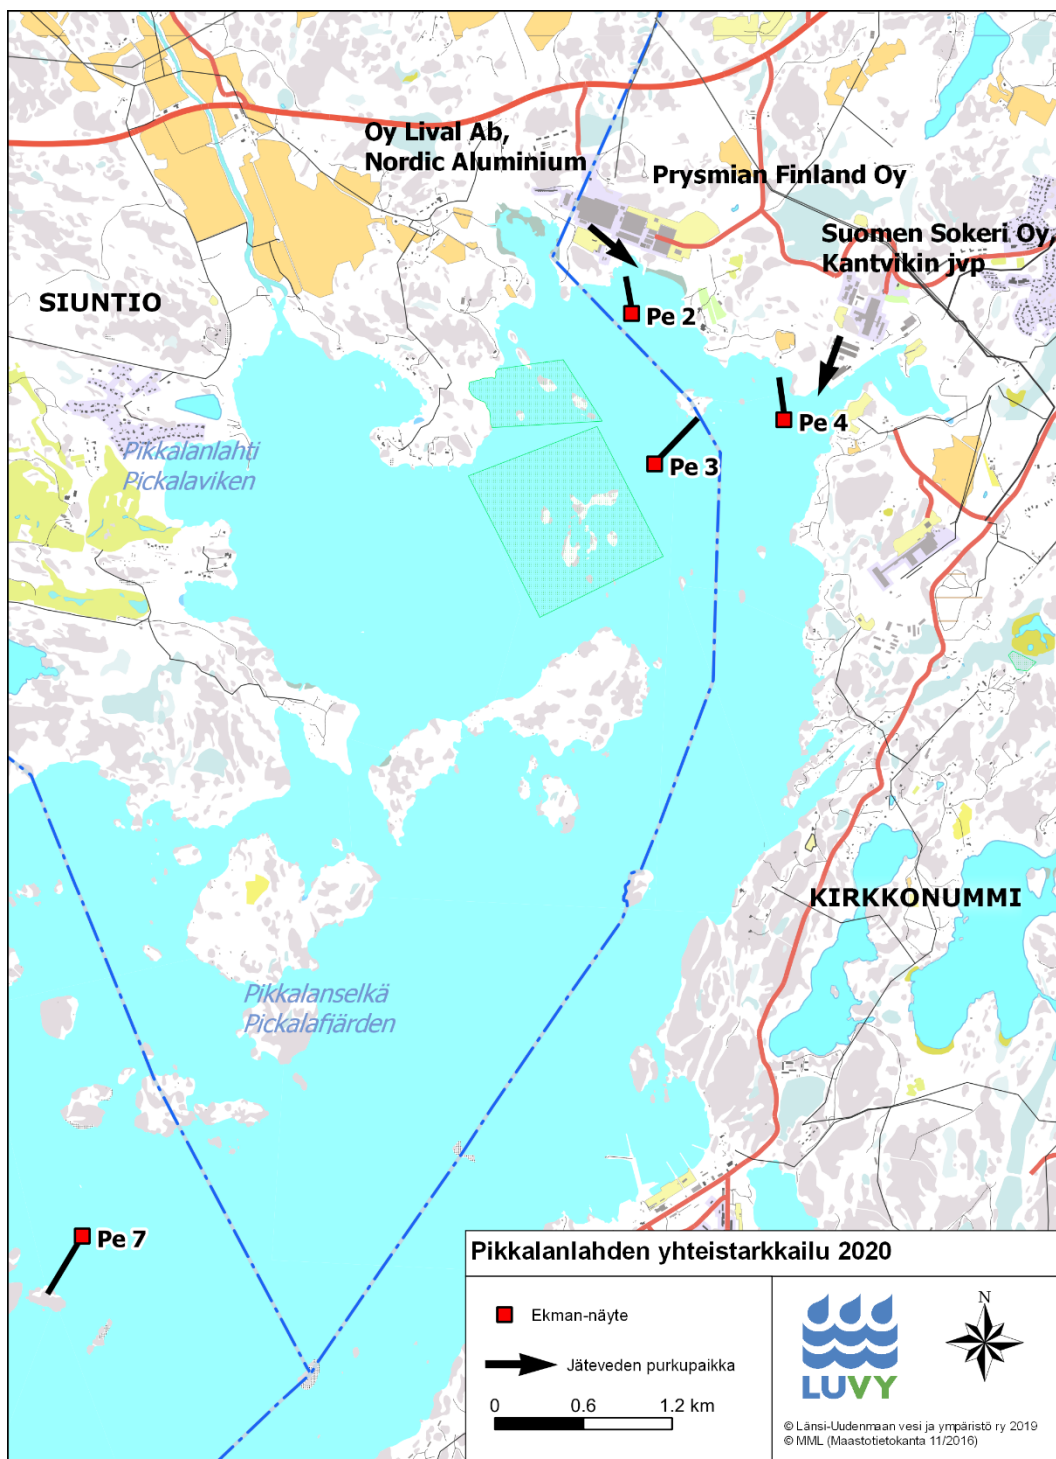 Oy Lival Ab,
Nordic Aluminium
Prysmian Finland Oy
Suomen Sokeri Oy,
Kantvikin jvp
SIUNTIO
Pe 2
Pe 4
Pikkalanlahti
Pickalaviken
Pe 3
KIRKKONUMMI
Pikkalanselkä
Pickalafjärden
Pe 7
Pikkalanlahden yhteistarkkailu 2020
Ekman-näyte
Jäteveden purkupaikka
0 0.6 1.2 km
N
LUVY
© Länsi-Uudenmaan vesi ja ympäristö ry 2019
© MML (Maastotietokanta 11/2016)